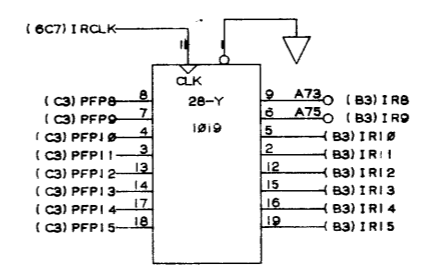 (6C7) IRCLK 11 1
CLK
(C3) PFP8 8 28-Y 9 A73 (B3) IR8
(C3) PFP9 7 6 A75 (B3) IR9
(C3) PFP10 4 1019 5 (B3) IR10
(C3) PFP11 3 2 (B3) IR11
(C3) PFP12 13 12 (B3) IR12
(C3) PFP13 14 15 (B3) IR13
(C3) PFP14 17 16 (B3) IR14
(C3) PFP15 18 19 (B3) IR15